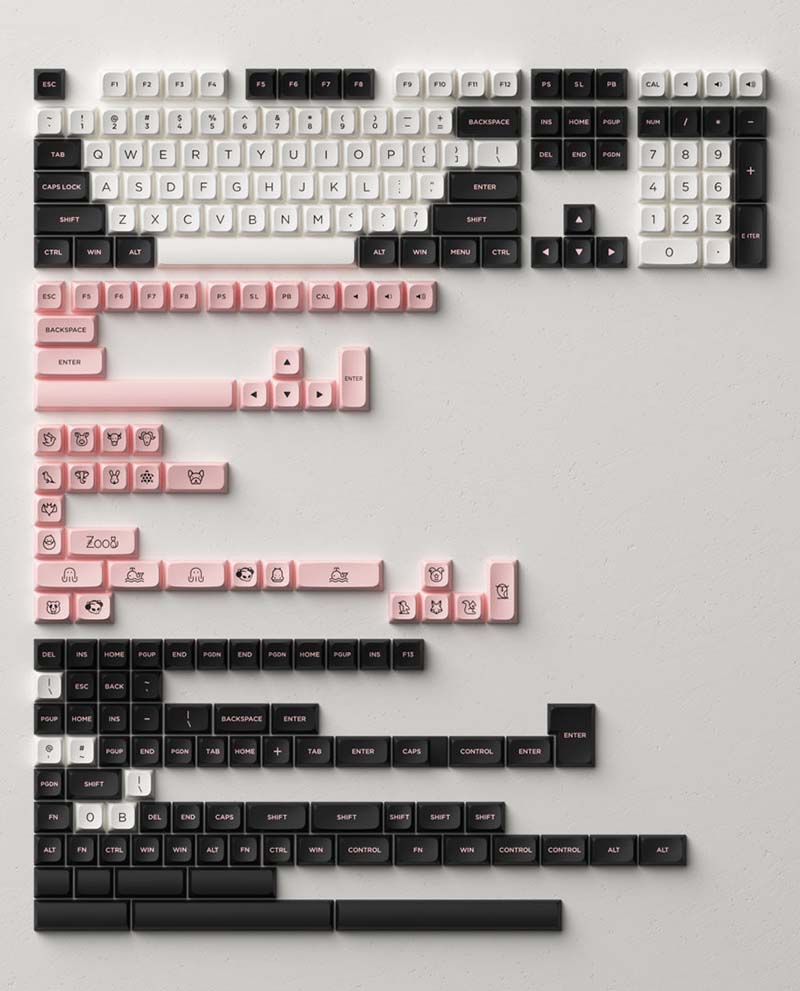 ESC F1 F2 F3 F4 F5 F6 F7 F8 F9 F10 F11 F12 PS SL PB CAL
~ ` ! 1 @ 2 # 3 $ 4 % 5 ^ 6 & 7 * 8 ( 9 ) 0 — - + = BACKSPACE INS HOME PGUP NUM / * -
TAB Q W E R T Y U I O P { [ } ] | \ DEL END PGDN 7 8 9 +
CAPS LOCK A S D F G H J K L : ; " ' ENTER 4 5 6
SHIFT Z X C V B N M < , > . ? / SHIFT 1 2 3 ENTER
CTRL WIN ALT ALT WIN MENU CTRL 0 .
ESC F5 F6 F7 F8 PS SL PB CAL
BACKSPACE
ENTER ENTER
Zoo&
DEL INS HOME PGUP END PGDN END PGDN HOME PGUP INS F13
| \ ESC BACK ~ `
PGUP HOME INS - | \ BACKSPACE ENTER ENTER
@ ' # ~ PGUP END PGDN TAB HOME + TAB ENTER CAPS CONTROL ENTER
PGDN SHIFT | \
FN O B DEL END CAPS SHIFT SHIFT SHIFT SHIFT SHIFT
ALT FN CTRL WIN WIN ALT FN CTRL WIN CONTROL FN WIN CONTROL CONTROL ALT ALT